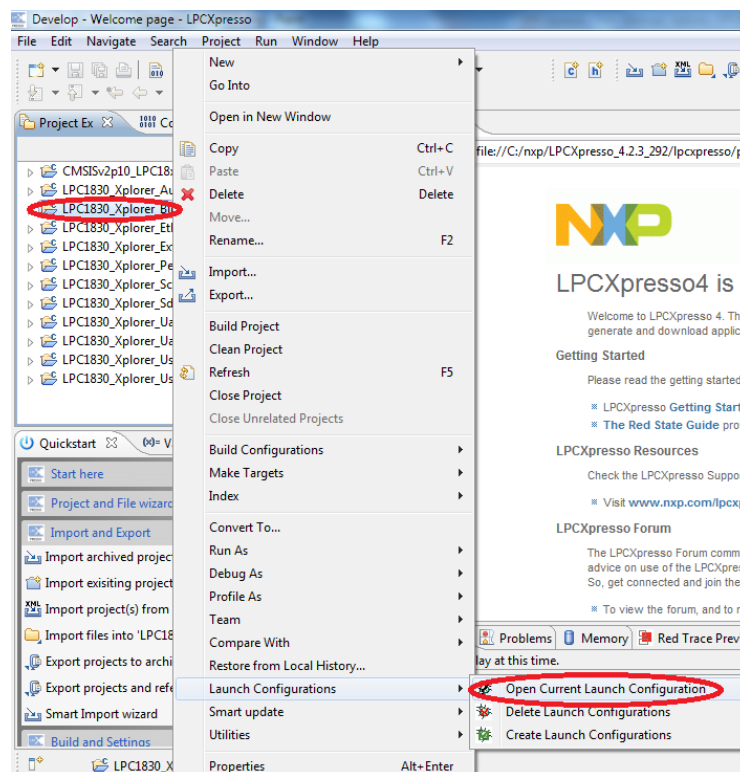 Develop - Welcome page - LPCXpresso
File Edit Navigate Search Project Run Window Help
Project Ex
CMSISv2p10_LPC18
LPC1830_Xplorer_Au
LPC1830_Xplorer_Bli
LPC1830_Xplorer_Et
LPC1830_Xplorer_Ex
LPC1830_Xplorer_Pe
LPC1830_Xplorer_Sc
LPC1830_Xplorer_Sd
LPC1830_Xplorer_Ua
LPC1830_Xplorer_Ua
LPC1830_Xplorer_Us
LPC1830_Xplorer_Us
Quickstart (x)= V
Start here
Project and File wizard
Import and Export
Import archived projec
Import exisiting project
Import project(s) from
Import files into 'LPC18
Export projects to archi
Export projects and refe
Smart Import wizard
Build and Settings
LPC1830_X
New
Go Into
Open in New Window
Copy Ctrl+C
Paste Ctrl+V
Delete Delete
Move...
Rename... F2
Import...
Export...
Build Project
Clean Project
Refresh F5
Close Project
Close Unrelated Projects
Build Configurations
Make Targets
Index
Convert To...
Run As
Debug As
Profile As
Team
Compare With
Restore from Local History...
Launch Configurations
Smart update
Utilities
Properties Alt+Enter
Open Current Launch Configuration
Delete Launch Configurations
Create Launch Configurations
file://C:/nxp/LPCXpresso_4.2.3_292/lpcxpresso/p
NXP
LPCXpresso4 is
Welcome to LPCXpresso 4. Th
generate and download applic
Getting Started
Please read the getting started
LPCXpresso Getting Start
The Red State Guide pro
LPCXpresso Resources
Check the LPCXpresso Suppo
Visit www.nxp.com/lpcxp
LPCXpresso Forum
The LPCXpresso Forum comm
advice on use of the LPCXpres
So, get connected and join the
To view the forum, and to r
Problems Memory Red Trace Prev
lay at this time.